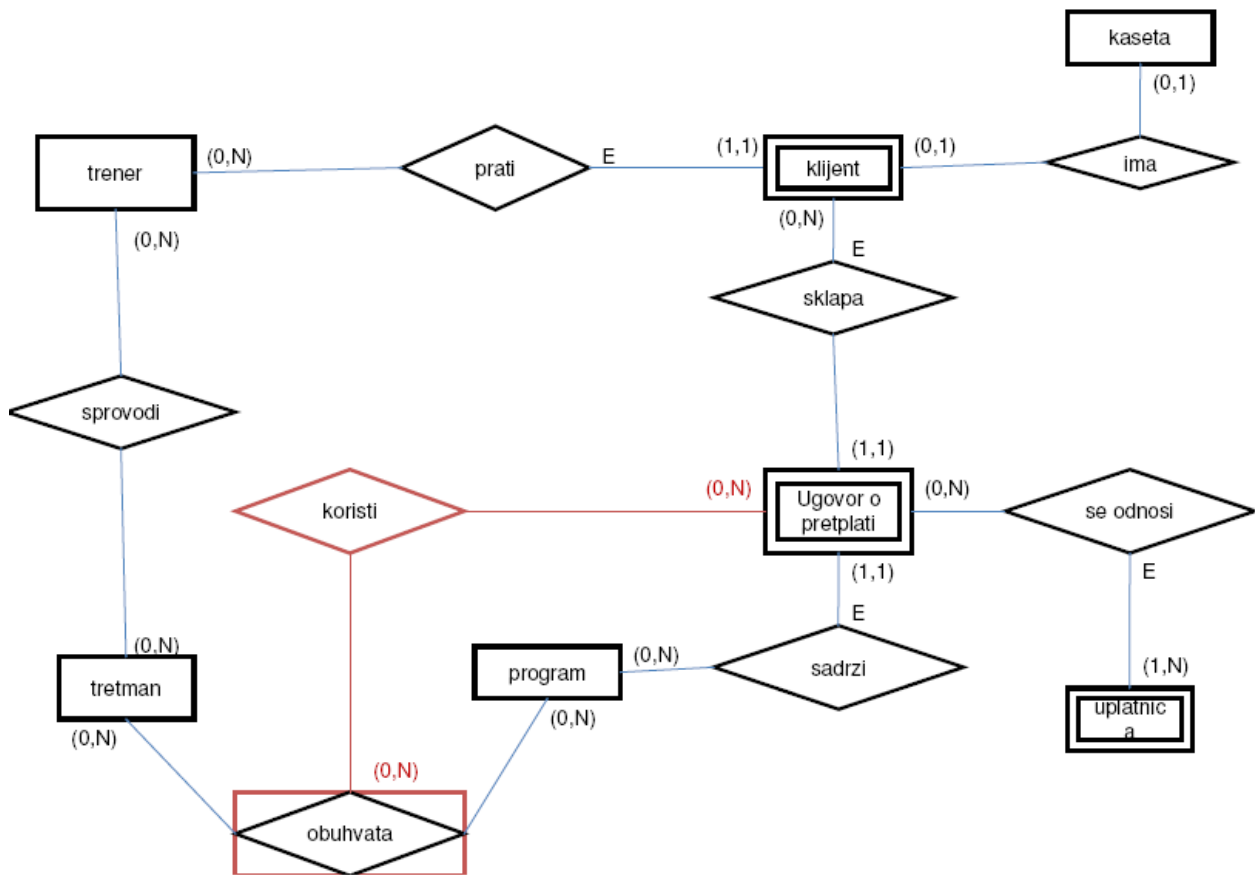 kaseta
(0,1)
(0,N)
E
(1,1)
(0,1)
trener
prati
klijent
ima
(0,N)
(0,N)
E
sklapa
sprovodi
(1,1)
(0,N)
(0,N)
koristi
Ugovor o
pretplati
se odnosi
(1,1)
E
E
(0,N)
(0,N)
tretman
program
sadrzi
(1,N)
uplatnic
a
(0,N)
(0,N)
(0,N)
obuhvata